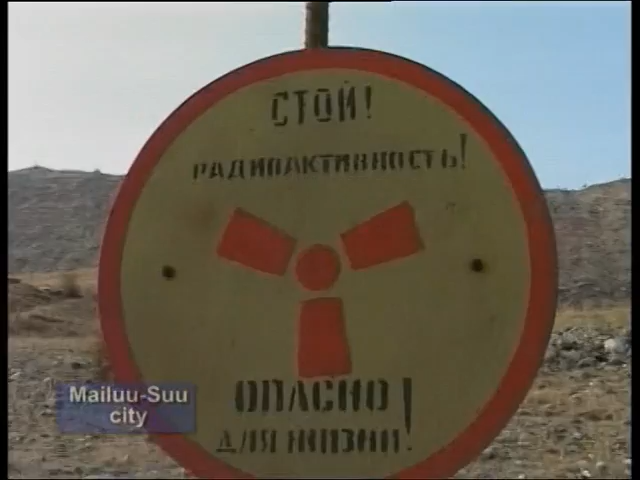 СТОЙ!
РАДИОАКТИВНОСТЬ!
ОПАСНО!
ДЛЯ ЖИЗНИ!
Mailuu-Suu
city